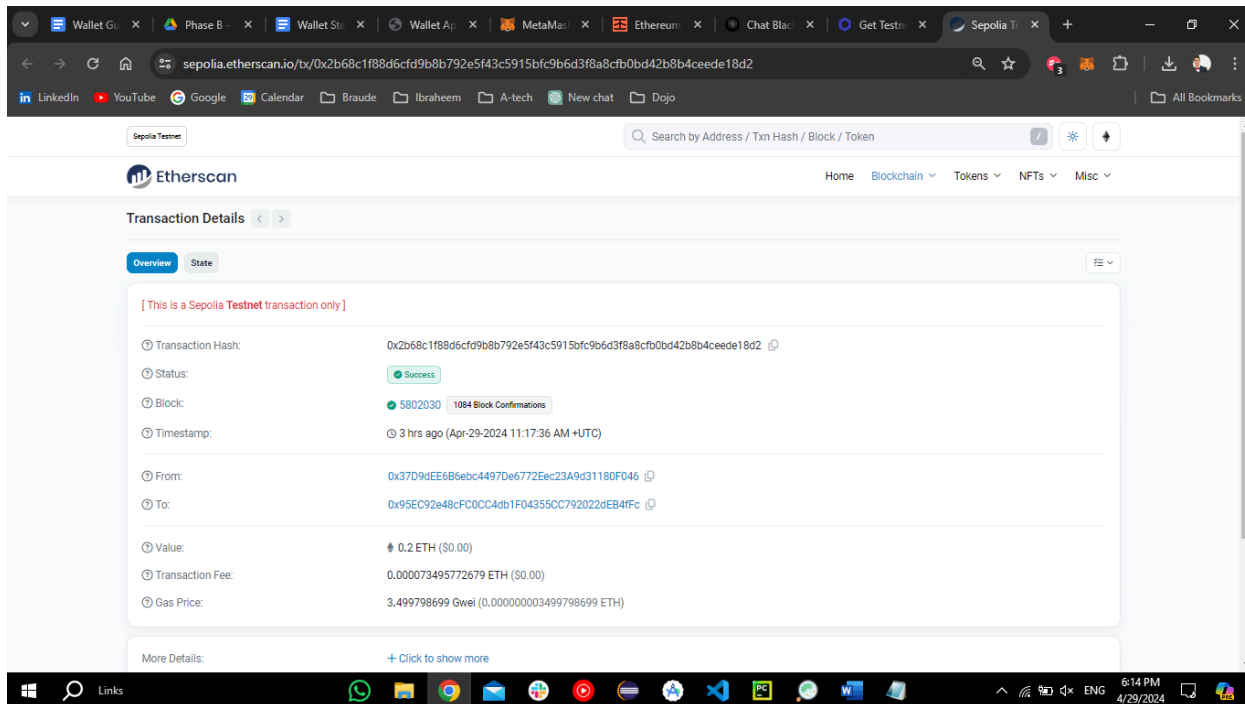 Wallet Gu
Phase B -
Wallet Ste
Wallet Ap
MetaMas
Ethereum
Chat Blac
Get Testn
Sepolia Tr
sepolia.etherscan.io/tx/0x2b68c1f88d6cfd9b8b792e5f43c5915bfc9b6d3f8a8cfb0bd42b8b4ceede18d2
3
LinkedIn YouTube Google Calendar Braude Ibraheem A-tech New chat Dojo All Bookmarks
Sepolia Testnet
Search by Address / Txn Hash / Block / Token
/
Etherscan
Home Blockchain Tokens NFTs Misc
Transaction Details
Overview State
[ This is a Sepolia Testnet transaction only ]
Transaction Hash: 0x2b68c1f88d6cfd9b8b792e5f43c5915bfc9b6d3f8a8cfb0bd42b8b4ceede18d2
Status: Success
Block: 5802030 1084 Block Confirmations
Timestamp: 3 hrs ago (Apr-29-2024 11:17:36 AM +UTC)
From: 0x37D9dEE6B6ebc4497De6772Eec23A9d31180F046
To: 0x95EC92e48cFC0CC4db1F04355CC792022dEB4fFc
Value: 0.2 ETH ($0.00)
Transaction Fee: 0.000073495772679 ETH ($0.00)
Gas Price: 3.499798699 Gwei (0.000000003499798699 ETH)
More Details: + Click to show more
Links
ENG
6:14 PM
4/29/2024